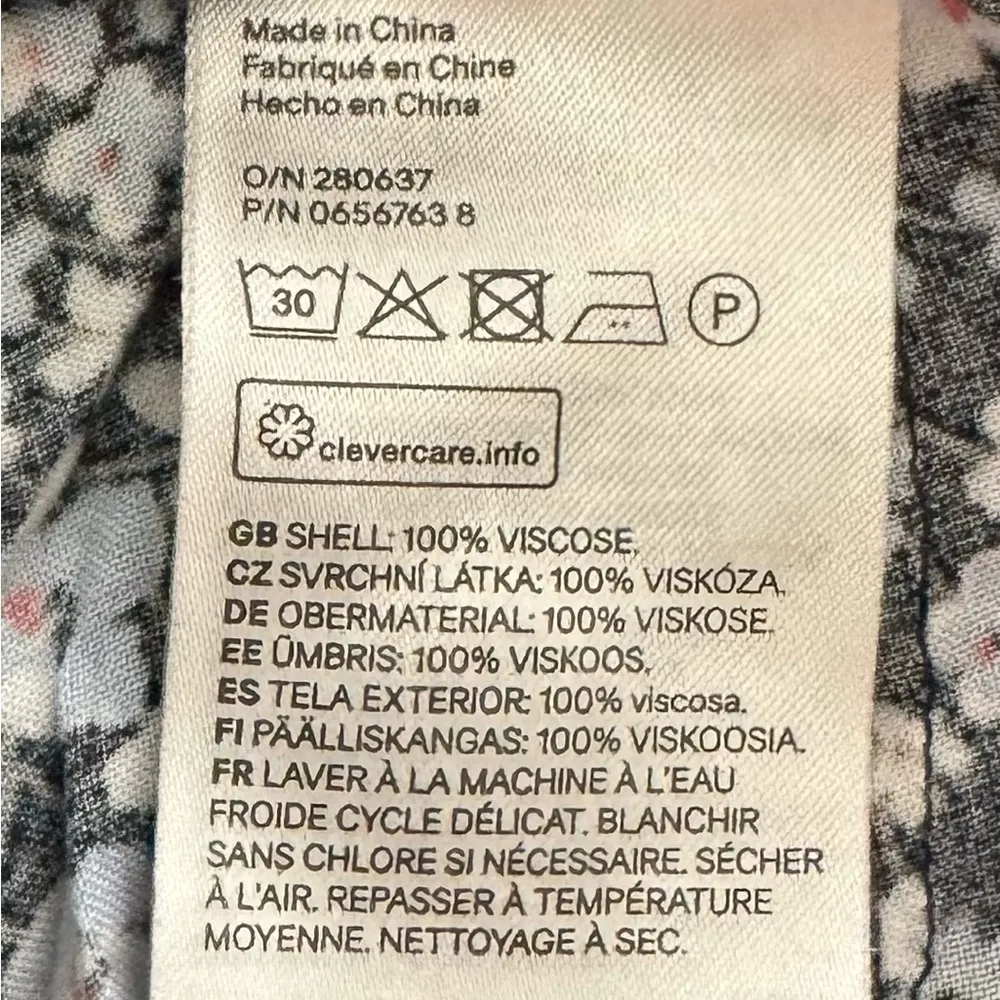 Made in China
Fabriqué en Chine
Hecho en China
O/N 280637
P/N 0656763 8
30 P
clevercare.info
GB SHELL: 100% VISCOSE.
CZ SVRCHNÍ LÁTKA: 100% VISKÓZA.
DE OBERMATERIAL: 100% VISKOSE.
EE ÜMBRIS: 100% VISKOOS.
ES TELA EXTERIOR: 100% viscosa.
FI PÄÄLLISKANGAS: 100% VISKOOSIA.
FR LAVER À LA MACHINE À L'EAU
FROIDE CYCLE DÉLICAT. BLANCHIR
SANS CHLORE SI NÉCESSAIRE. SÉCHER
À L'AIR. REPASSER À TEMPÉRATURE
MOYENNE. NETTOYAGE À SEC.